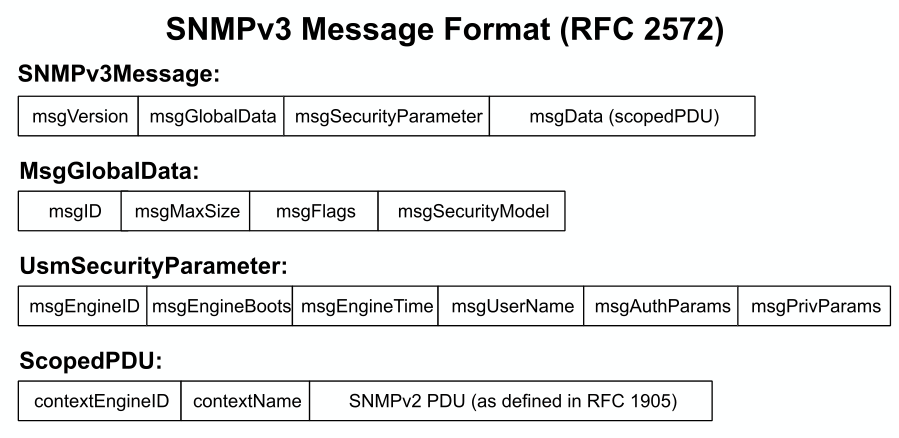 SNMPv3 Message Format (RFC 2572)
SNMPv3Message:
msgVersion msgGlobalData msgSecurityParameter msgData (scopedPDU)
MsgGlobalData:
msgID msgMaxSize msgFlags msgSecurityModel
UsmSecurityParameter:
msgEngineID msgEngineBoots msgEngineTime msgUserName msgAuthParams msgPrivParams
ScopedPDU:
contextEngineID contextName SNMPv2 PDU (as defined in RFC 1905)